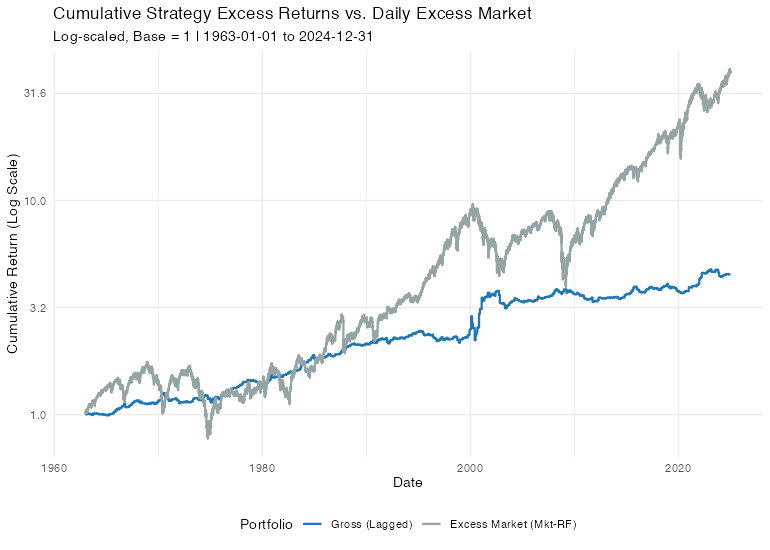 Cumulative Strategy Excess Returns vs. Daily Excess Market
Log-scaled, Base = 1 | 1963-01-01 to 2024-12-31
Cumulative Return (Log Scale)
31.6
10.0
3.2
1.0
1960
1980
2000
2020
Date
Portfolio
Gross (Lagged)
Excess Market (Mkt-RF)